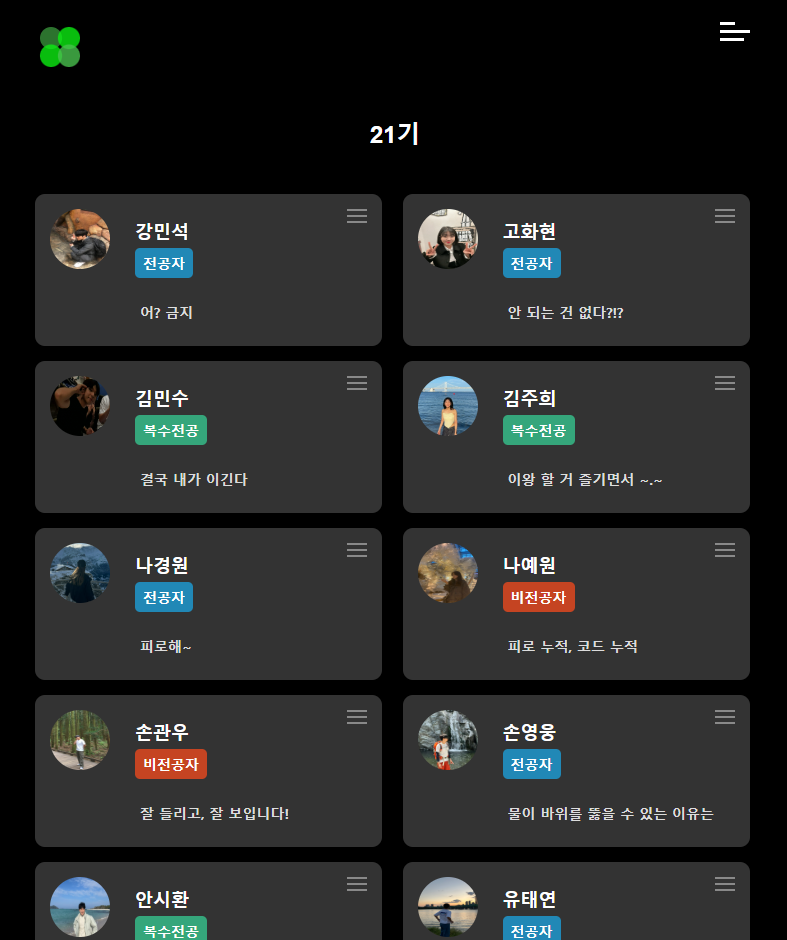 21기
강민석
전공자
어? 금지
고화현
전공자
안 되는 건 없다?!?
김민수
복수전공
결국 내가 이긴다
김주희
복수전공
이왕 할 거 즐기면서 ~.~
나경원
전공자
피로해~
나예원
비전공자
피로 누적, 코드 누적
손관우
비전공자
잘 들리고, 잘 보입니다!
손영웅
전공자
물이 바위를 뚫을 수 있는 이유는
안시환
복수전공
유태연
전공자